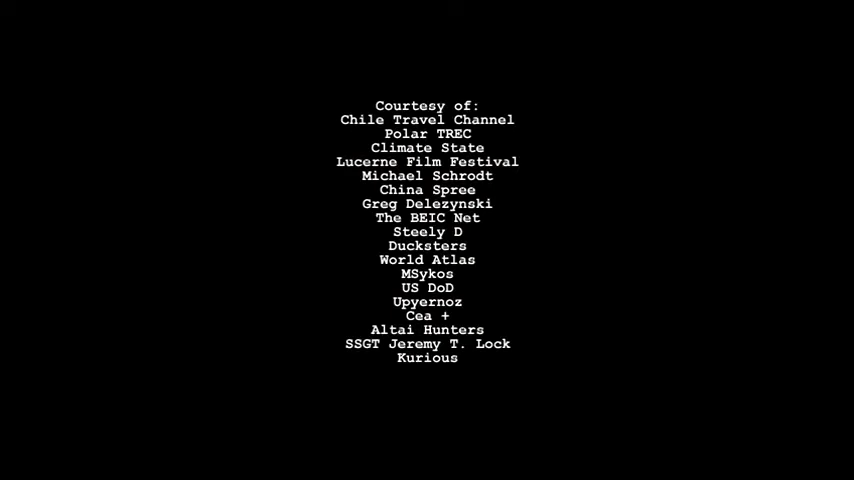 Courtesy of:
Chile Travel Channel
Polar TREC
Climate State
Lucerne Film Festival
Michael Schrodt
China Spree
Greg Delezynski
The BEIC Net
Steely D
Ducksters
World Atlas
MSykos
US DoD
Upyernoz
Cea +
Altai Hunters
SSGT Jeremy T. Lock
Kurious